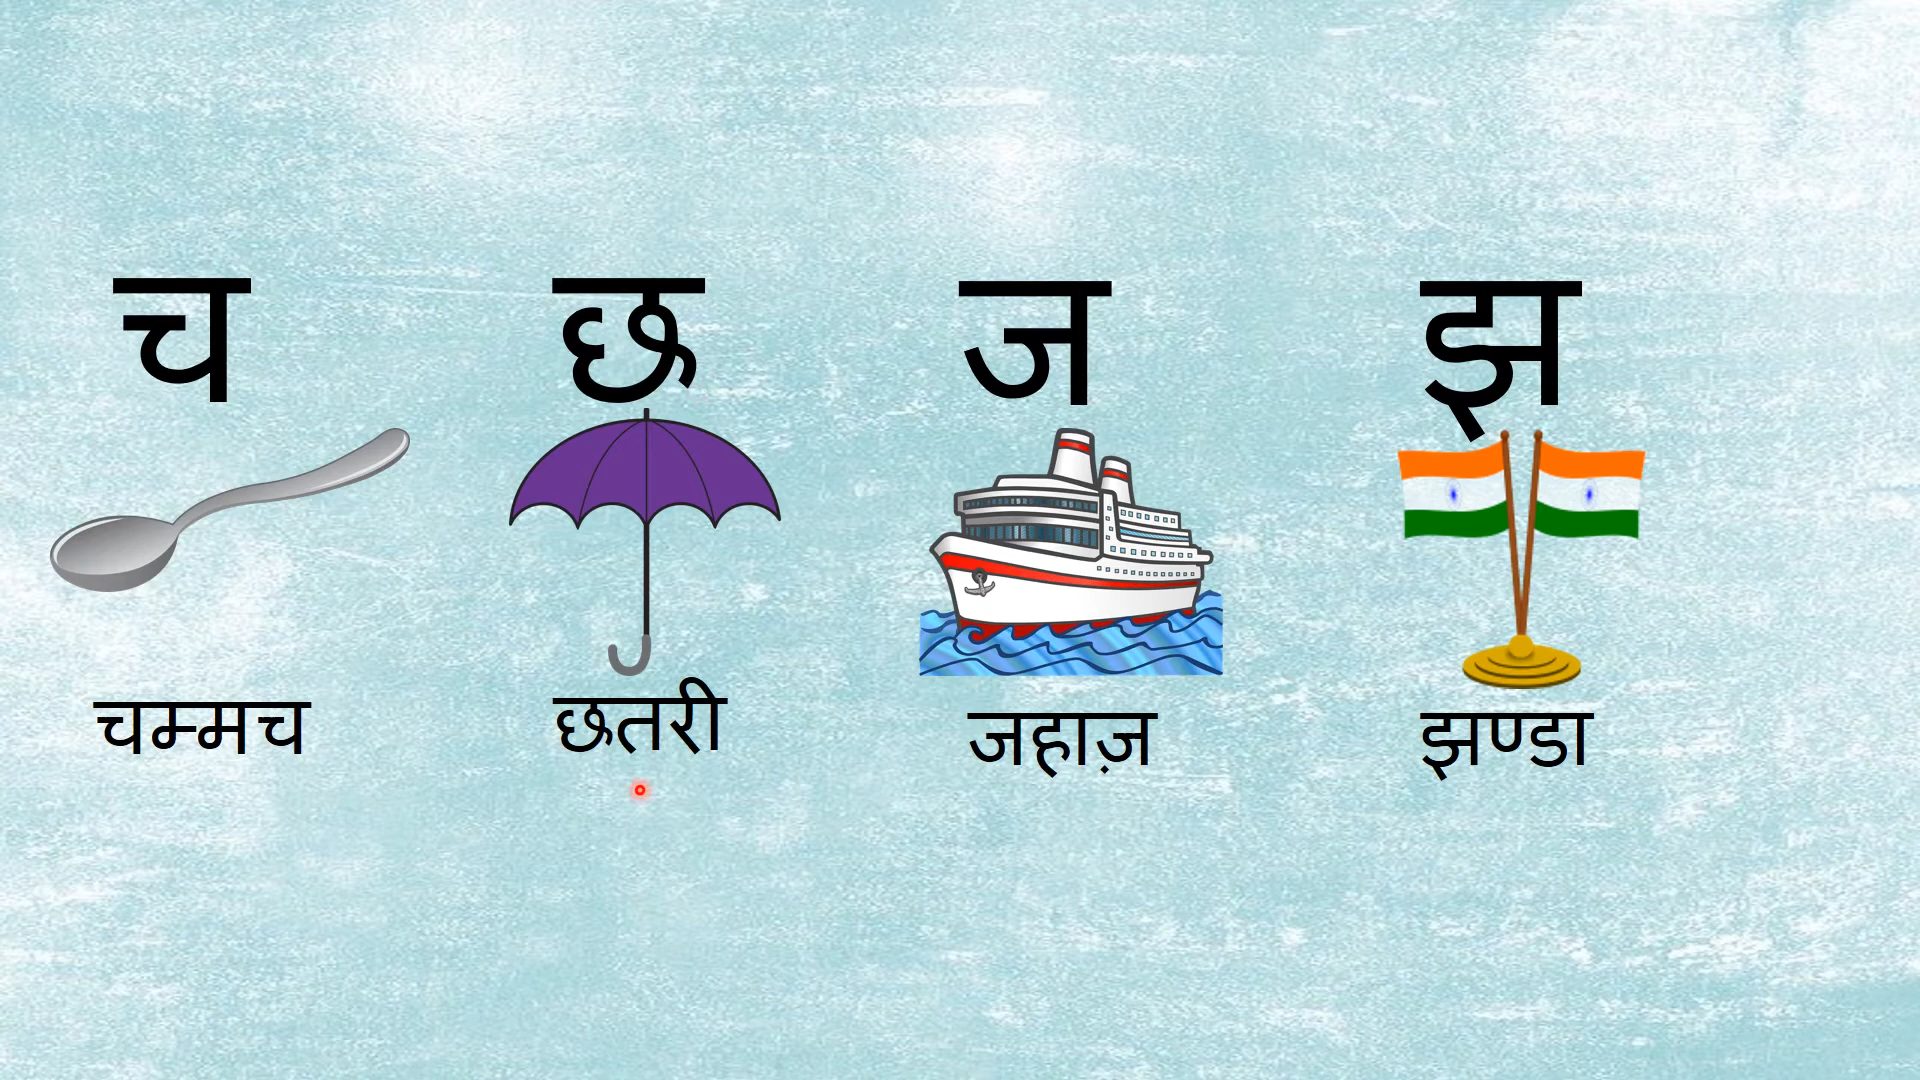 च छ ज झ
चम्मच छतरी जहाज़ झण्डा